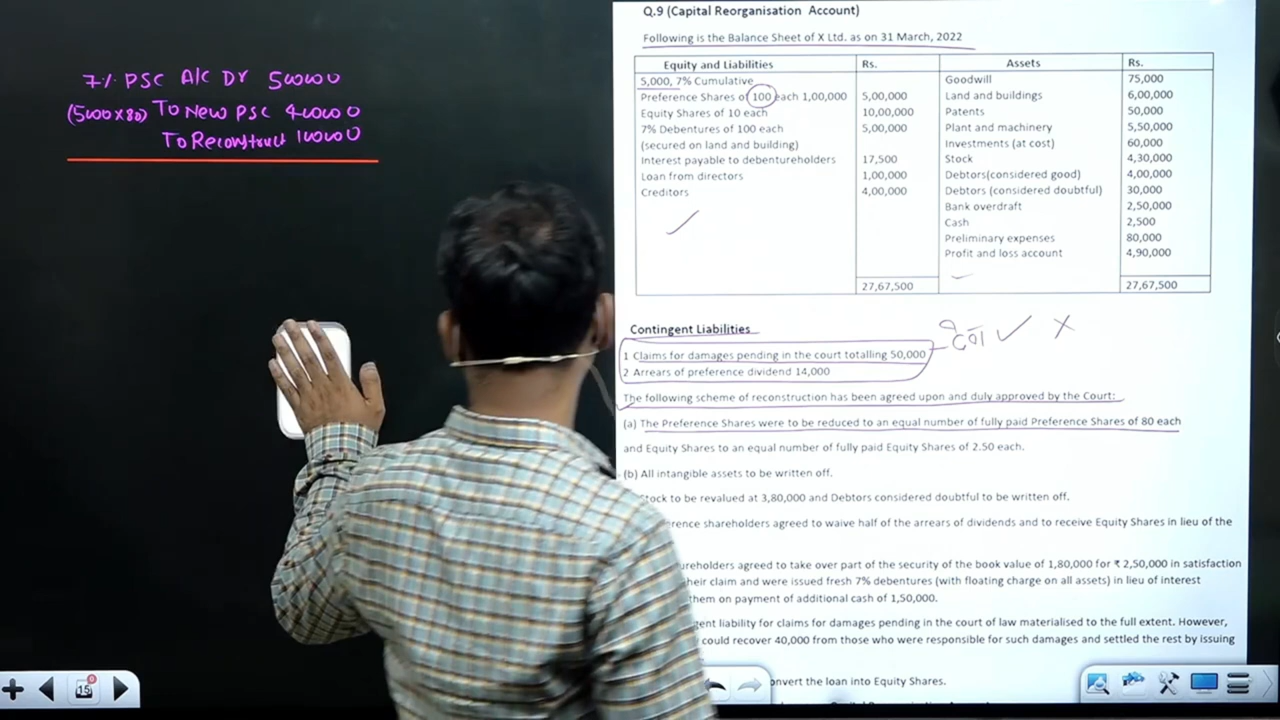 7% PSC A/C Dr 500000
(5000x80) To New PSC 400000
To Reconstruct 100000
Q.9 (Capital Reorganisation Account)
Following is the Balance Sheet of X Ltd. as on 31 March, 2022
Equity and Liabilities Rs. Assets Rs.
5,000, 7% Cumulative Goodwill 75,000
Preference Shares of 100 each 1,00,000 5,00,000 Land and buildings 6,00,000
Equity Shares of 10 each 10,00,000 Patents 50,000
7% Debentures of 100 each 5,00,000 Plant and machinery 5,50,000
(secured on land and building) Investments (at cost) 60,000
Interest payable to debentureholders 17,500 Stock 4,30,000
Loan from directors 1,00,000 Debtors(considered good) 4,00,000
Creditors 4,00,000 Debtors (considered doubtful) 30,000
Bank overdraft 2,50,000
Cash 2,500
Preliminary expenses 80,000
Profit and loss account 4,90,000
27,67,500 27,67,500
Contingent Liabilities
1 Claims for damages pending in the court totalling 50,000
2 Arrears of preference dividend 14,000
The following scheme of reconstruction has been agreed upon and duly approved by the Court:
(a) The Preference Shares were to be reduced to an equal number of fully paid Preference Shares of 80 each
and Equity Shares to an equal number of fully paid Equity Shares of 2.50 each.
(b) All intangible assets to be written off.
Stock to be revalued at 3,80,000 and Debtors considered doubtful to be written off.
shareholders agreed to waive half of the arrears of dividends and to receive Equity Shares in lieu of the
agreed to take over part of the security of the book value of 1,80,000 for ₹ 2,50,000 in satisfaction
their claim and were issued fresh 7% debentures (with floating charge on all assets) in lieu of interest
them on payment of additional cash of 1,50,000.
liability for claims for damages pending in the court of law materialised to the full extent. However,
could recover 40,000 from those who were responsible for such damages and settled the rest by issuing
the loan into Equity Shares.
15